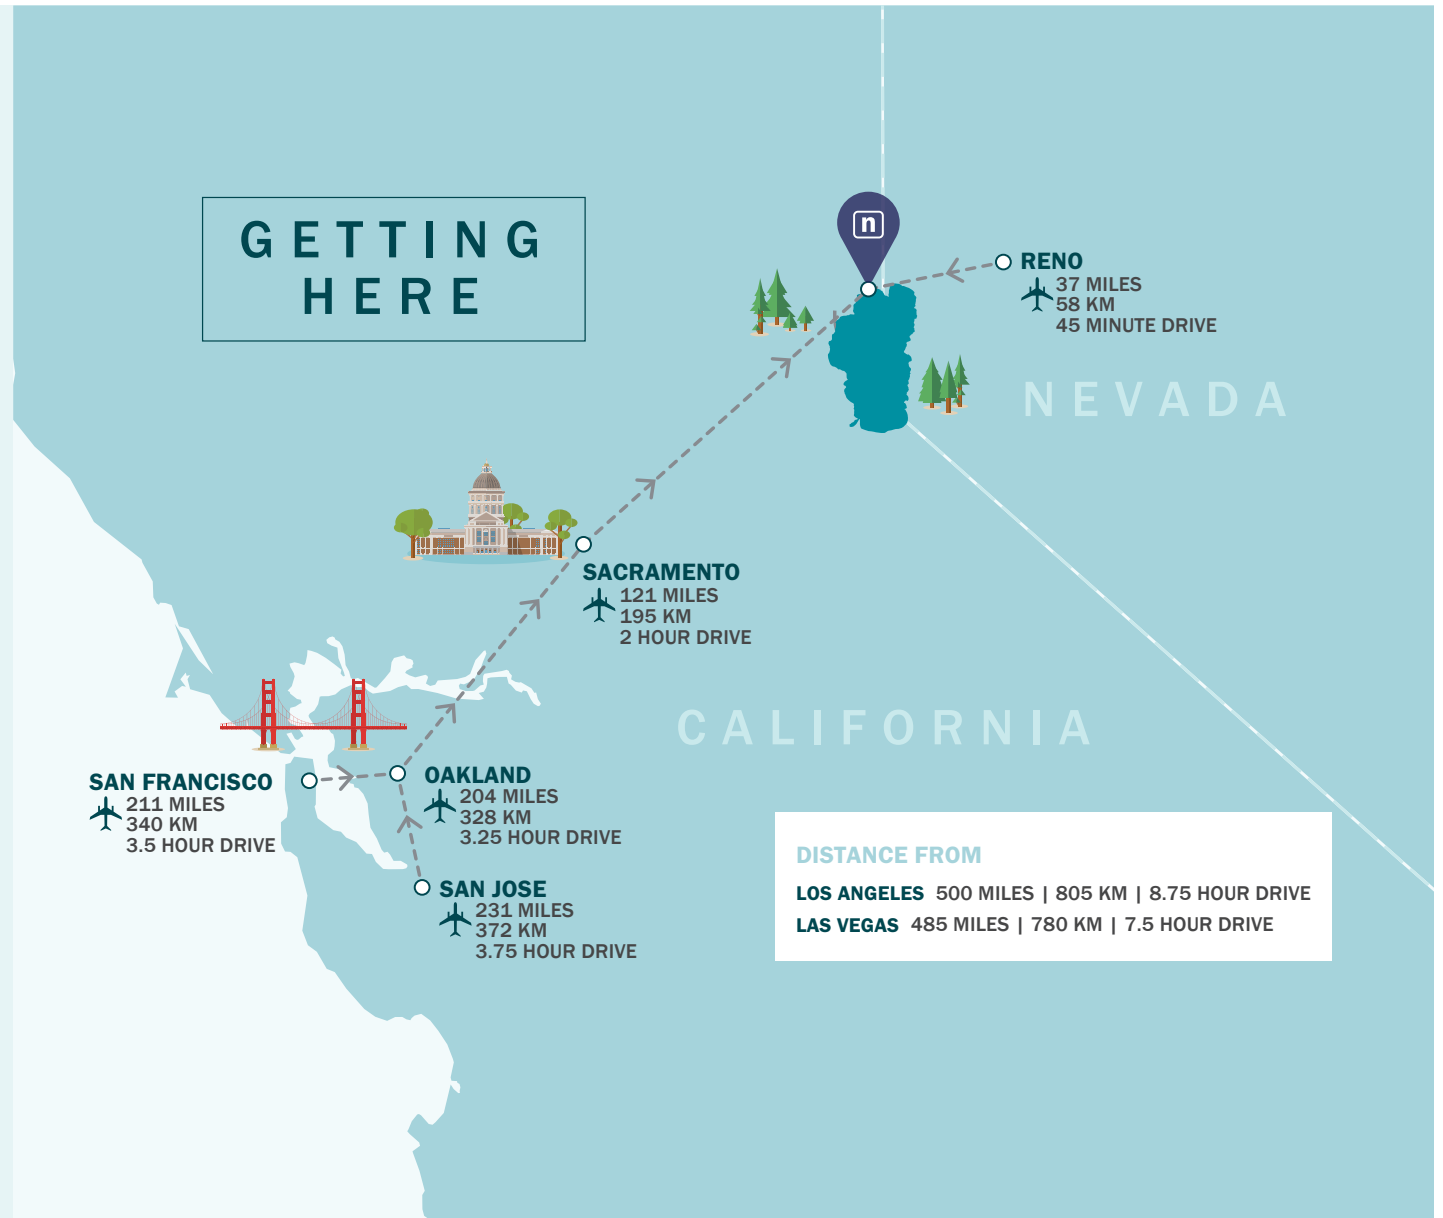 GETTING
HERE
n
RENO
37 MILES
58 KM
45 MINUTE DRIVE
NEVADA
SACRAMENTO
121 MILES
195 KM
2 HOUR DRIVE
CALIFORNIA
SAN FRANCISCO
211 MILES
340 KM
3.5 HOUR DRIVE
OAKLAND
204 MILES
328 KM
3.25 HOUR DRIVE
SAN JOSE
231 MILES
372 KM
3.75 HOUR DRIVE
DISTANCE FROM
LOS ANGELES 500 MILES | 805 KM | 8.75 HOUR DRIVE
LAS VEGAS 485 MILES | 780 KM | 7.5 HOUR DRIVE